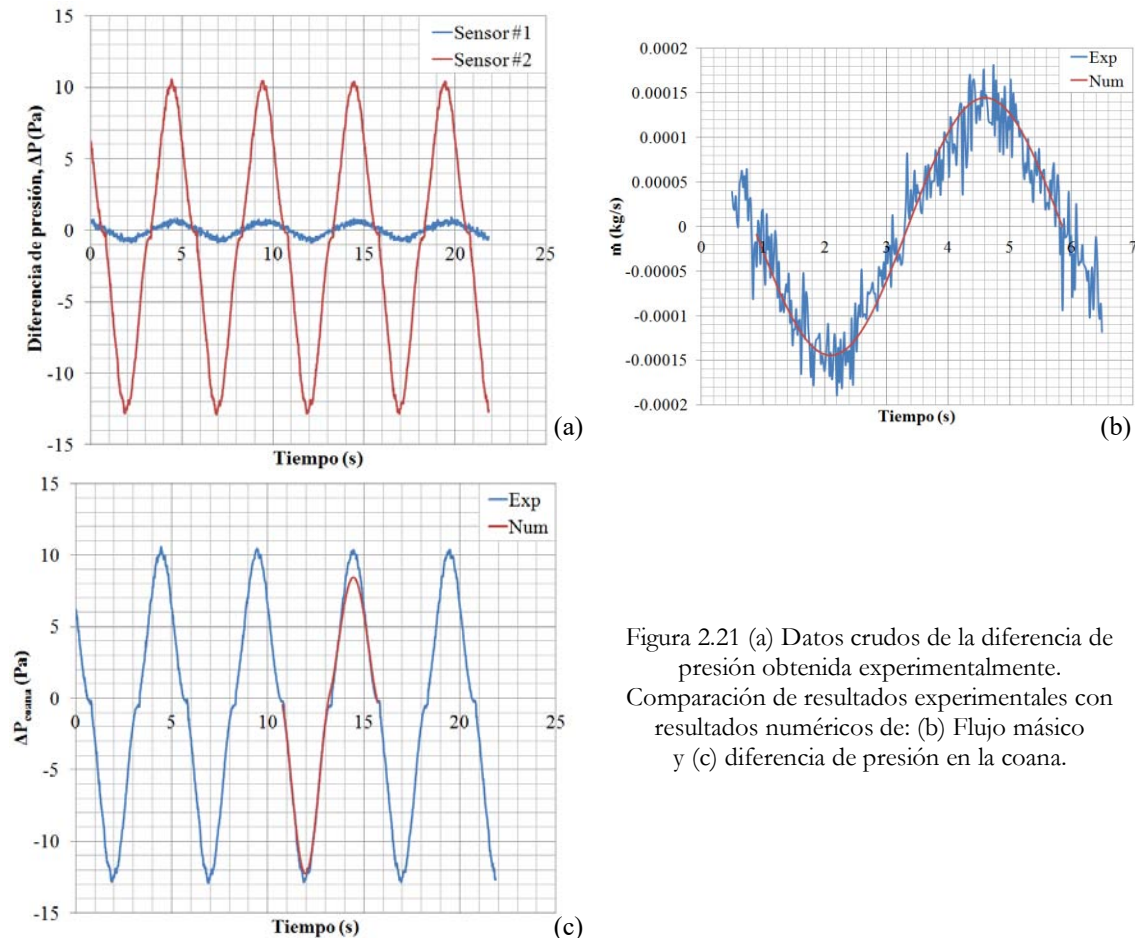 15
10
5
0
-5
-10
-15
0
5
10
15
20
25
Diferencia de presión, ΔP (Pa)
Tiempo (s)
Sensor #1
Sensor #2
(a)
0.0002
0.00015
0.0001
0.00005
0
-0.00005
-0.0001
-0.00015
-0.0002
0
1
2
3
4
5
6
7
ṁ (kg/s)
Tiempo (s)
Exp
Num
(b)
15
10
5
0
-5
-10
-15
0
5
10
15
20
25
ΔPcoana (Pa)
Tiempo (s)
Exp
Num
(c)
Figura 2.21 (a) Datos crudos de la diferencia de
presión obtenida experimentalmente.
Comparación de resultados experimentales con
resultados numéricos de: (b) Flujo másico
y (c) diferencia de presión en la coana.